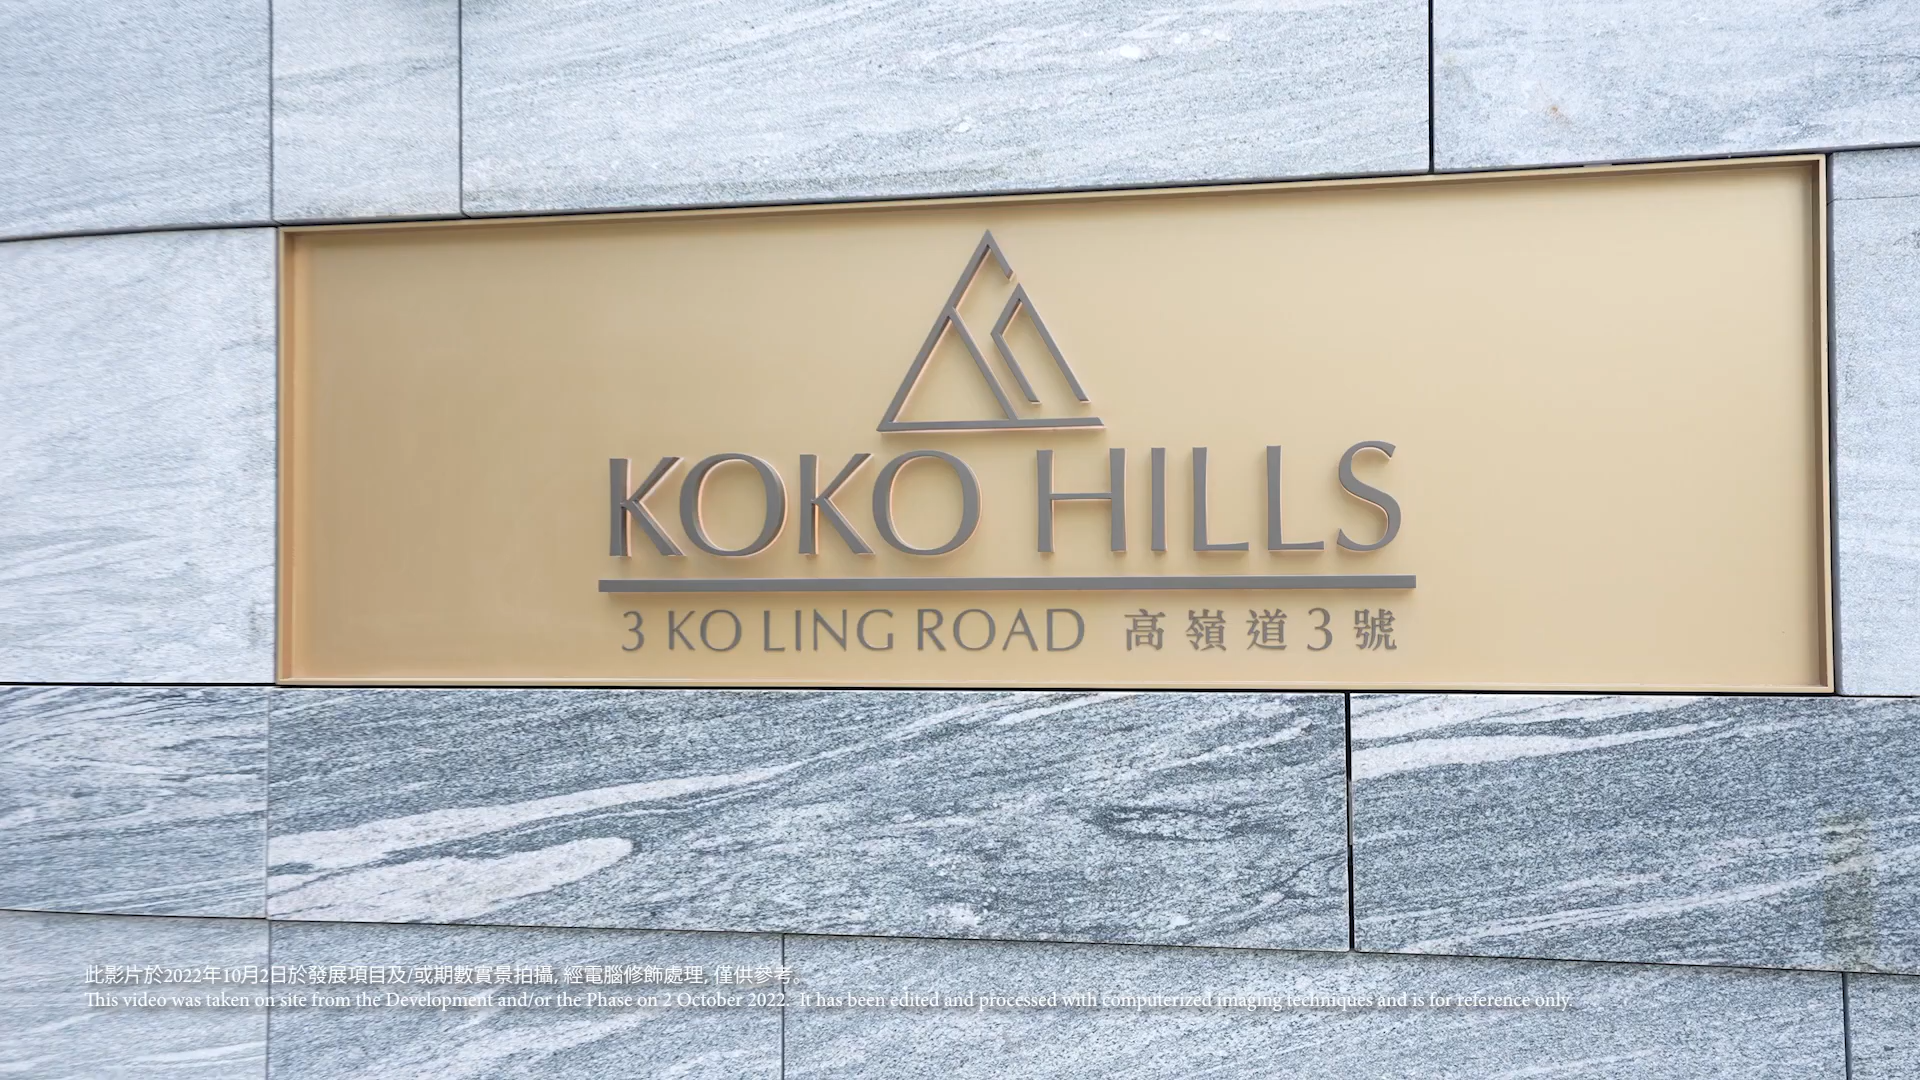 KOKO HILLS
3 KO LING ROAD 高嶺道3號
此影片於2022年10月2日於發展項目及/或期數實景拍攝, 經電腦修飾處理, 僅供參考。
This video was taken on site from the Development and/or the Phase on 2 October 2022. It has been edited and processed with computerized imaging techniques and is for reference only.